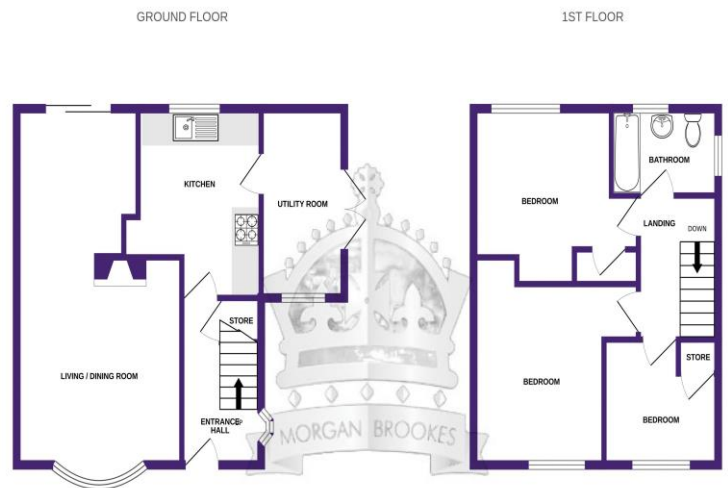 GROUND FLOOR
1ST FLOOR
KITCHEN
UTILITY ROOM
STORE
LIVING / DINING ROOM
UP
ENTRANCE
HALL
BATHROOM
BEDROOM
LANDING
DOWN
BEDROOM
STORE
BEDROOM
MORGAN BROOKES